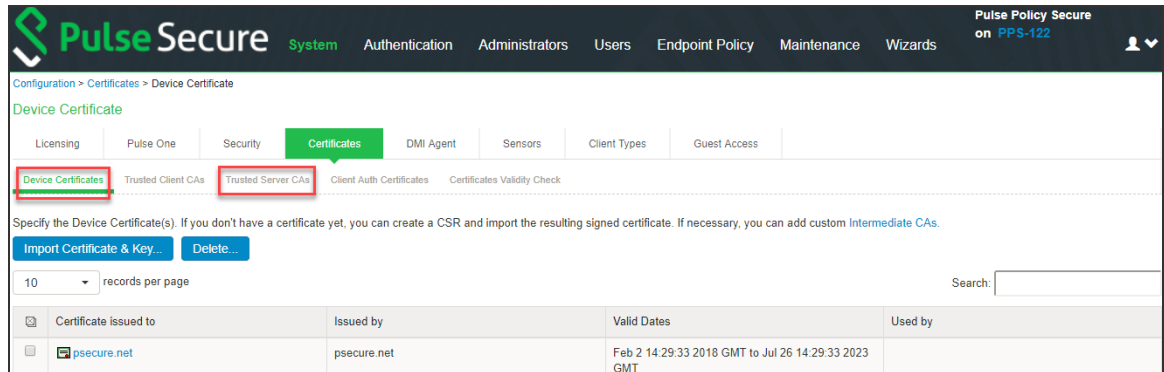 Pulse Secure
System Authentication Administrators Users Endpoint Policy Maintenance Wizards
Pulse Policy Secure
on PPS-122
Configuration > Certificates > Device Certificate
Device Certificate
Licensing Pulse One Security Certificates DMI Agent Sensors Client Types Guest Access
Device Certificates Trusted Client CAs Trusted Server CAs Client Auth Certificates Certificates Validity Check
Specify the Device Certificate(s). If you don't have a certificate yet, you can create a CSR and import the resulting signed certificate. If necessary, you can add custom Intermediate CAs.
Import Certificate & Key... Delete...
10 records per page Search:
Certificate issued to Issued by Valid Dates Used by
psecure.net psecure.net Feb 2 14:29:33 2018 GMT to Jul 26 14:29:33 2023
GMT